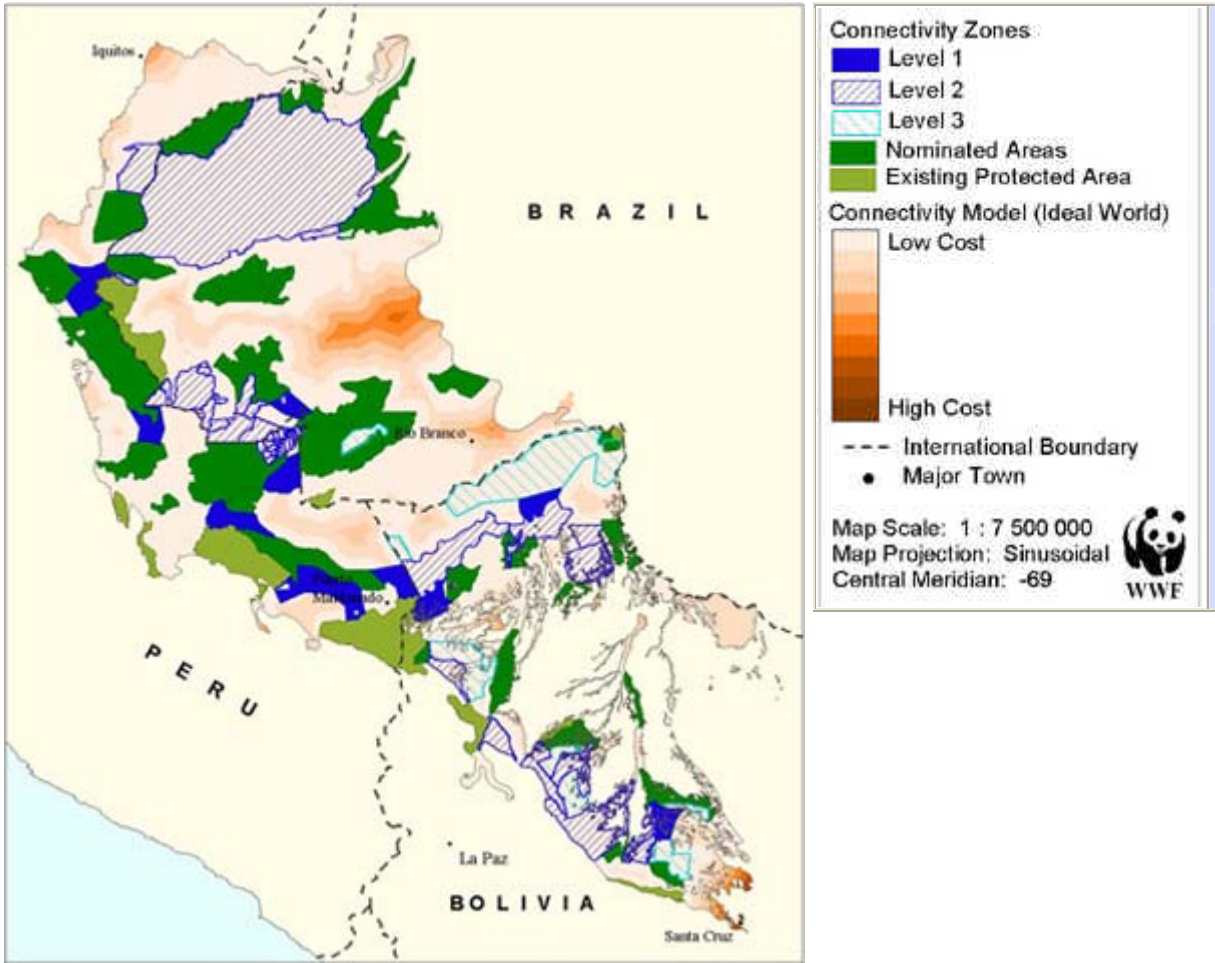 Iquitos
BRAZIL
Rio Branco
Puerto
Maldonado
PERU
La Paz
BOLIVIA
Santa Cruz
Connectivity Zones
Level 1
Level 2
Level 3
Nominated Areas
Existing Protected Area
Connectivity Model (Ideal World)
Low Cost
High Cost
International Boundary
Major Town
Map Scale: 1 : 7 500 000
Map Projection: Sinusoidal
Central Meridian: -69
WWF